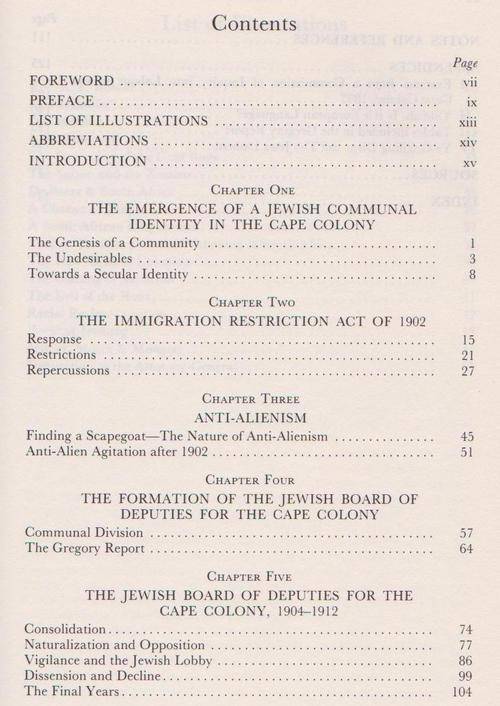 Contents
Page
FOREWORD ............ vii
PREFACE ............ ix
LIST OF ILLUSTRATIONS ............ xiii
ABBREVIATIONS ............ xiv
INTRODUCTION ............ xv
CHAPTER ONE
THE EMERGENCE OF A JEWISH COMMUNAL
IDENTITY IN THE CAPE COLONY
The Genesis of a Community ............ 1
The Undesirables ............ 3
Towards a Secular Identity ............ 8
CHAPTER TWO
THE IMMIGRATION RESTRICTION ACT OF 1902
Response ............ 15
Restrictions ............ 21
Repercussions ............ 27
CHAPTER THREE
ANTI-ALIENISM
Finding a Scapegoat—The Nature of Anti-Alienism ............ 45
Anti-Alien Agitation after 1902 ............ 51
CHAPTER FOUR
THE FORMATION OF THE JEWISH BOARD OF
DEPUTIES FOR THE CAPE COLONY
Communal Division ............ 57
The Gregory Report ............ 64
CHAPTER FIVE
THE JEWISH BOARD OF DEPUTIES FOR THE
CAPE COLONY, 1904–1912
Consolidation ............ 74
Naturalization and Opposition ............ 77
Vigilance and the Jewish Lobby ............ 86
Dissension and Decline ............ 99
The Final Years ............ 104